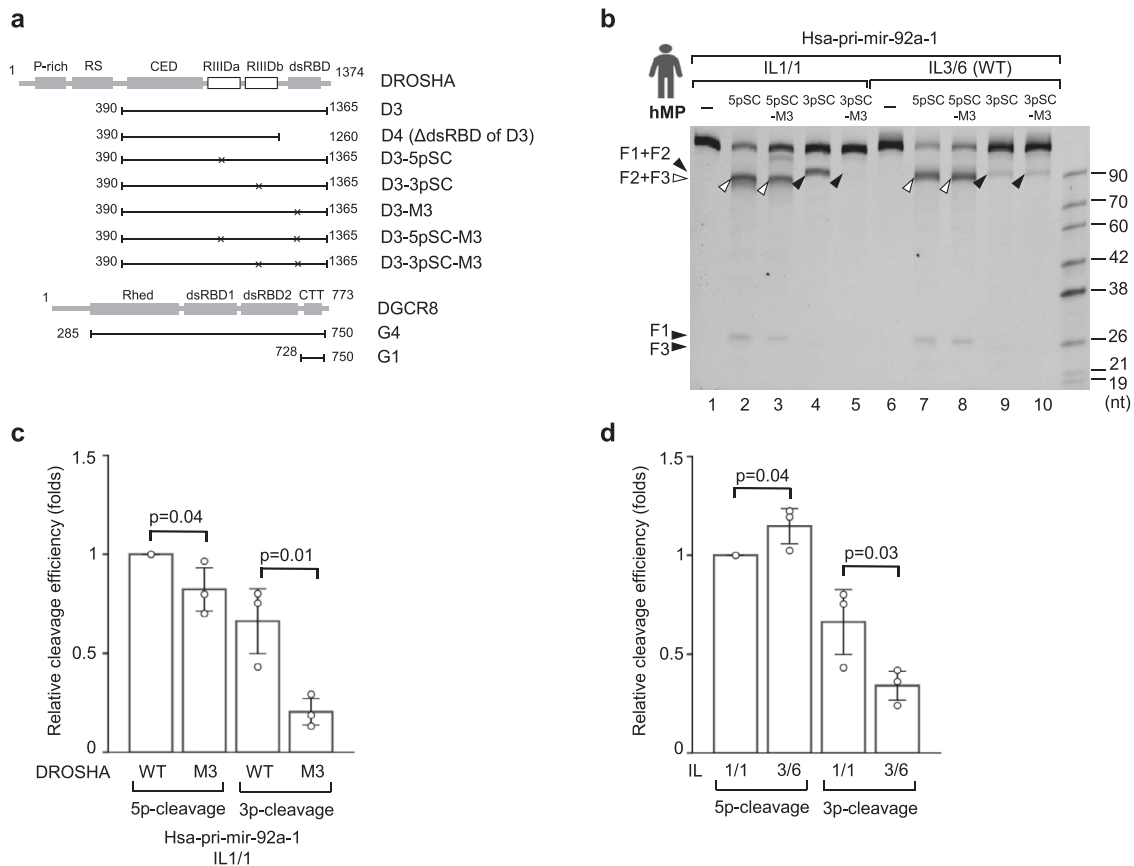 a
1
P-rich RS CED RIIIDa RIIIDb dsRBD
1374
DROSHA
390 1365 D3
390 1260 D4 (ΔdsRBD of D3)
390 1365 D3-5pSC
390 1365 D3-3pSC
390 1365 D3-M3
390 1365 D3-5pSC-M3
390 1365 D3-3pSC-M3
1 Rhed dsRBD1 dsRBD2 CTT 773
DGCR8
285 750 G4
728 750 G1
b
Hsa-pri-mir-92a-1
IL1/1 IL3/6 (WT)
hMP
– 5pSC 5pSC-M3 3pSC 3pSC-M3 – 5pSC 5pSC-M3 3pSC 3pSC-M3
F1+F2
F2+F3
F1
F3
90
70
60
42
38
26
21
19
(nt)
1 2 3 4 5 6 7 8 9 10
c
Relative cleavage efficiency (folds)
1.5
1
0.5
0
p=0.04
p=0.01
DROSHA WT M3 WT M3
5p-cleavage 3p-cleavage
Hsa-pri-mir-92a-1
IL1/1
d
Relative cleavage efficiency (folds)
1.5
1.0
0.5
0
p=0.04
p=0.03
IL 1/1 3/6 1/1 3/6
5p-cleavage 3p-cleavage